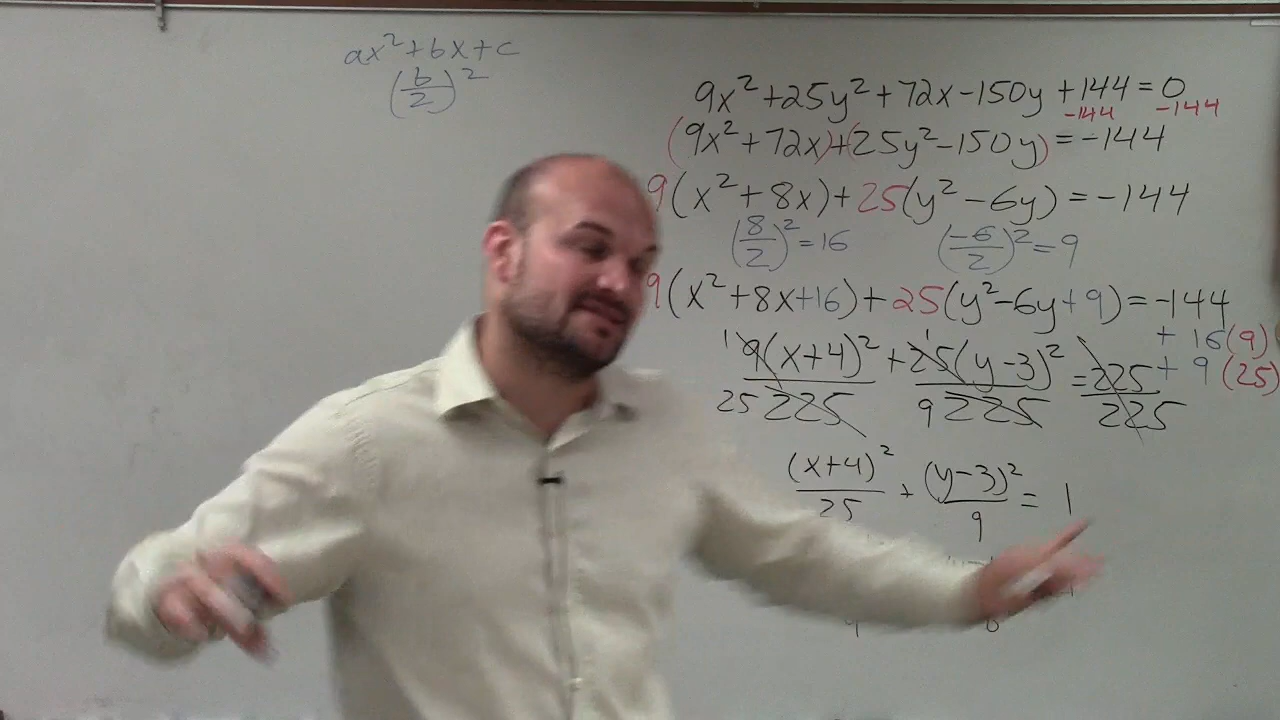 ax²+bx+c
(b/2)²
9x²+25y²+72x-150y+144=0
-144 -144
(9x²+72x)+(25y²-150y)=-144
9(x²+8x)+25(y²-6y)=-144
(8/2)²=16 (-6/2)²=9
9(x²+8x+16)+25(y²-6y+9)=-144
+ 16(9)
+ 9(25)
1 9(x+4)²/225 25 + 1 25(y-3)²/225 9 = 225/225
(x+4)²/25 + (y-3)²/9 = 1